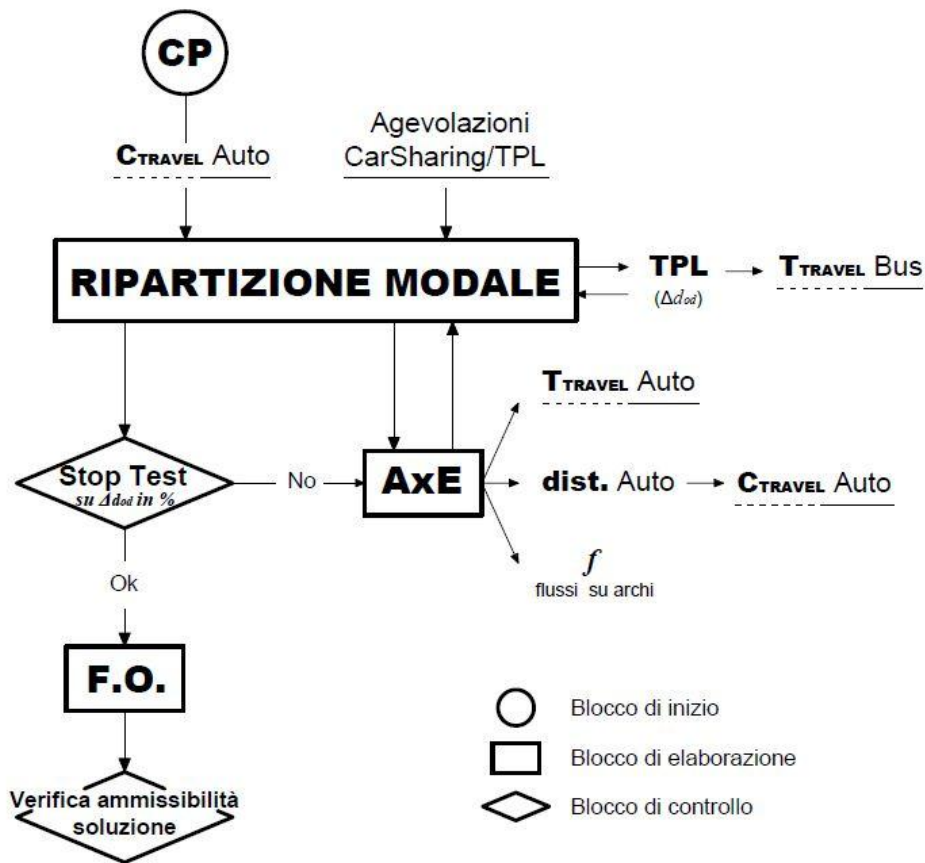 CP
CTRAVEL Auto
Agevolazioni
CarSharing/TPL
RIPARTIZIONE MODALE
TPL
(Δdod)
TTRAVEL Bus
TTRAVEL Auto
Stop Test
su Δdod in %
No
AxE
dist. Auto
CTRAVEL Auto
f
flussi su archi
Ok
F.O.
Verifica ammissibilità
soluzione
Blocco di inizio
Blocco di elaborazione
Blocco di controllo